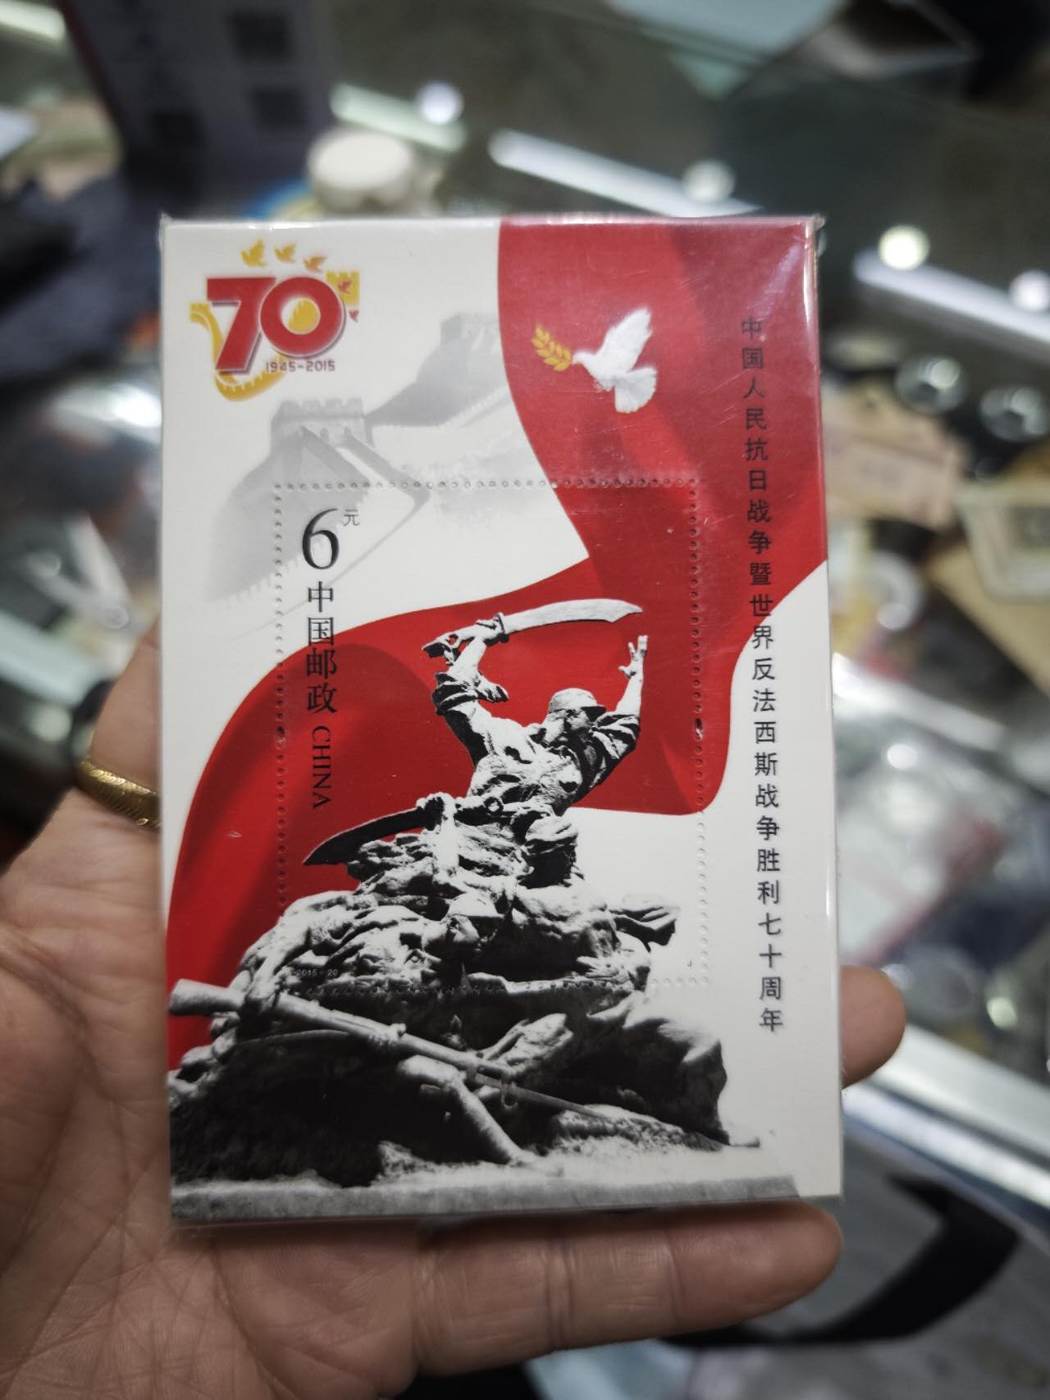 70
1945-2015
6元
中国邮政 CHINA
中国人民抗日战争暨世界反法西斯战争胜利七十周年
2015-20